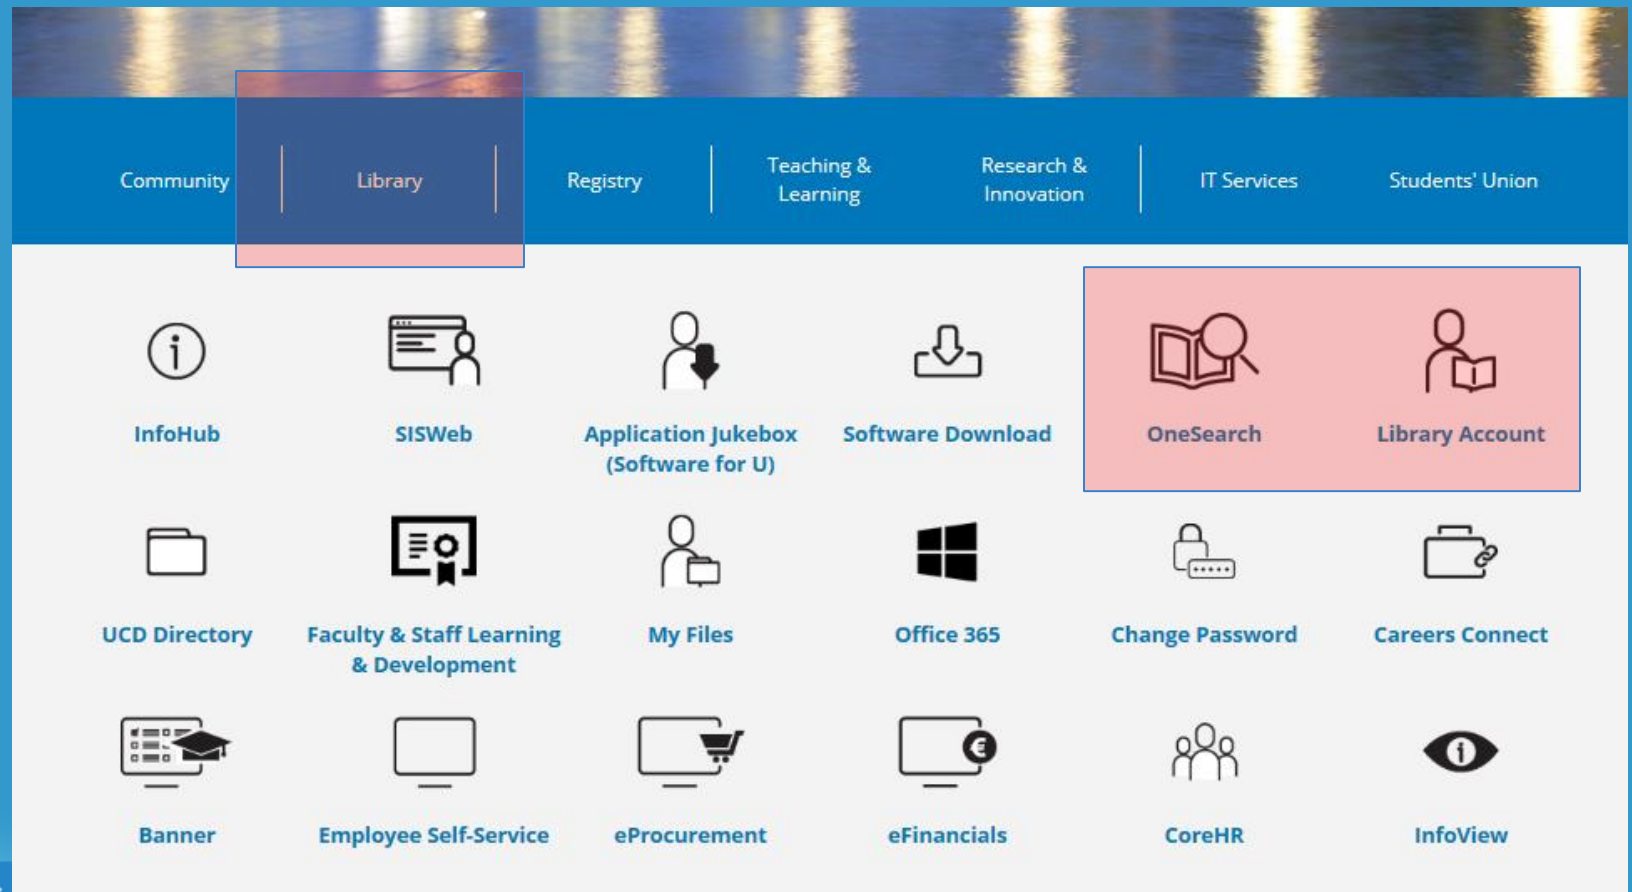 Community
Library
Registry
Teaching &
Learning
Research &
Innovation
IT Services
Students' Union
InfoHub
SISWeb
Application Jukebox
(Software for U)
Software Download
OneSearch
Library Account
UCD Directory
Faculty & Staff Learning
& Development
My Files
Office 365
Change Password
Careers Connect
Banner
Employee Self-Service
eProcurement
eFinancials
CoreHR
InfoView